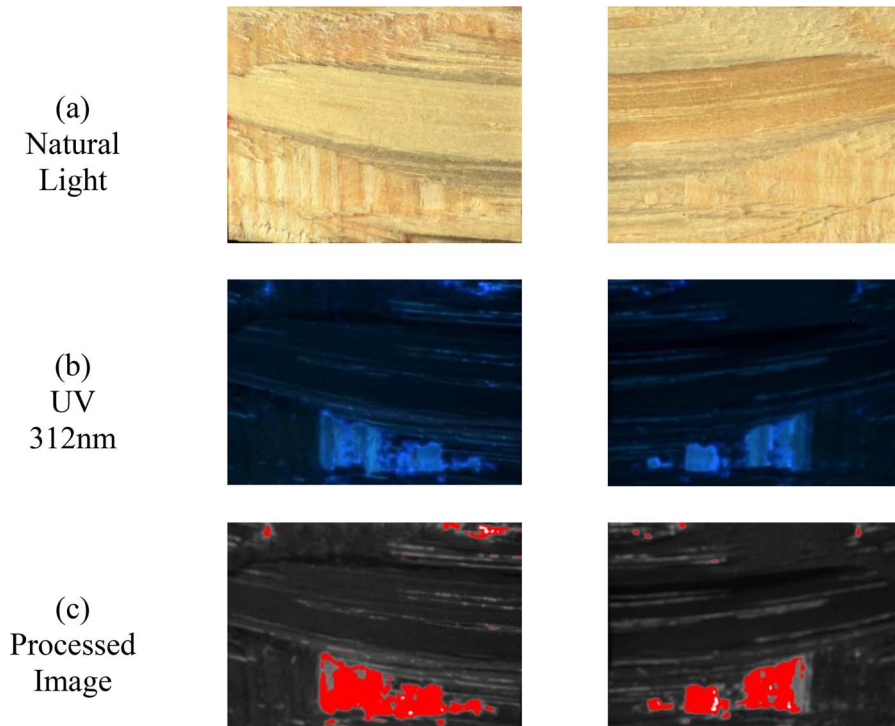 (a)
Natural
Light
(b)
UV
312nm
(c)
Processed
Image